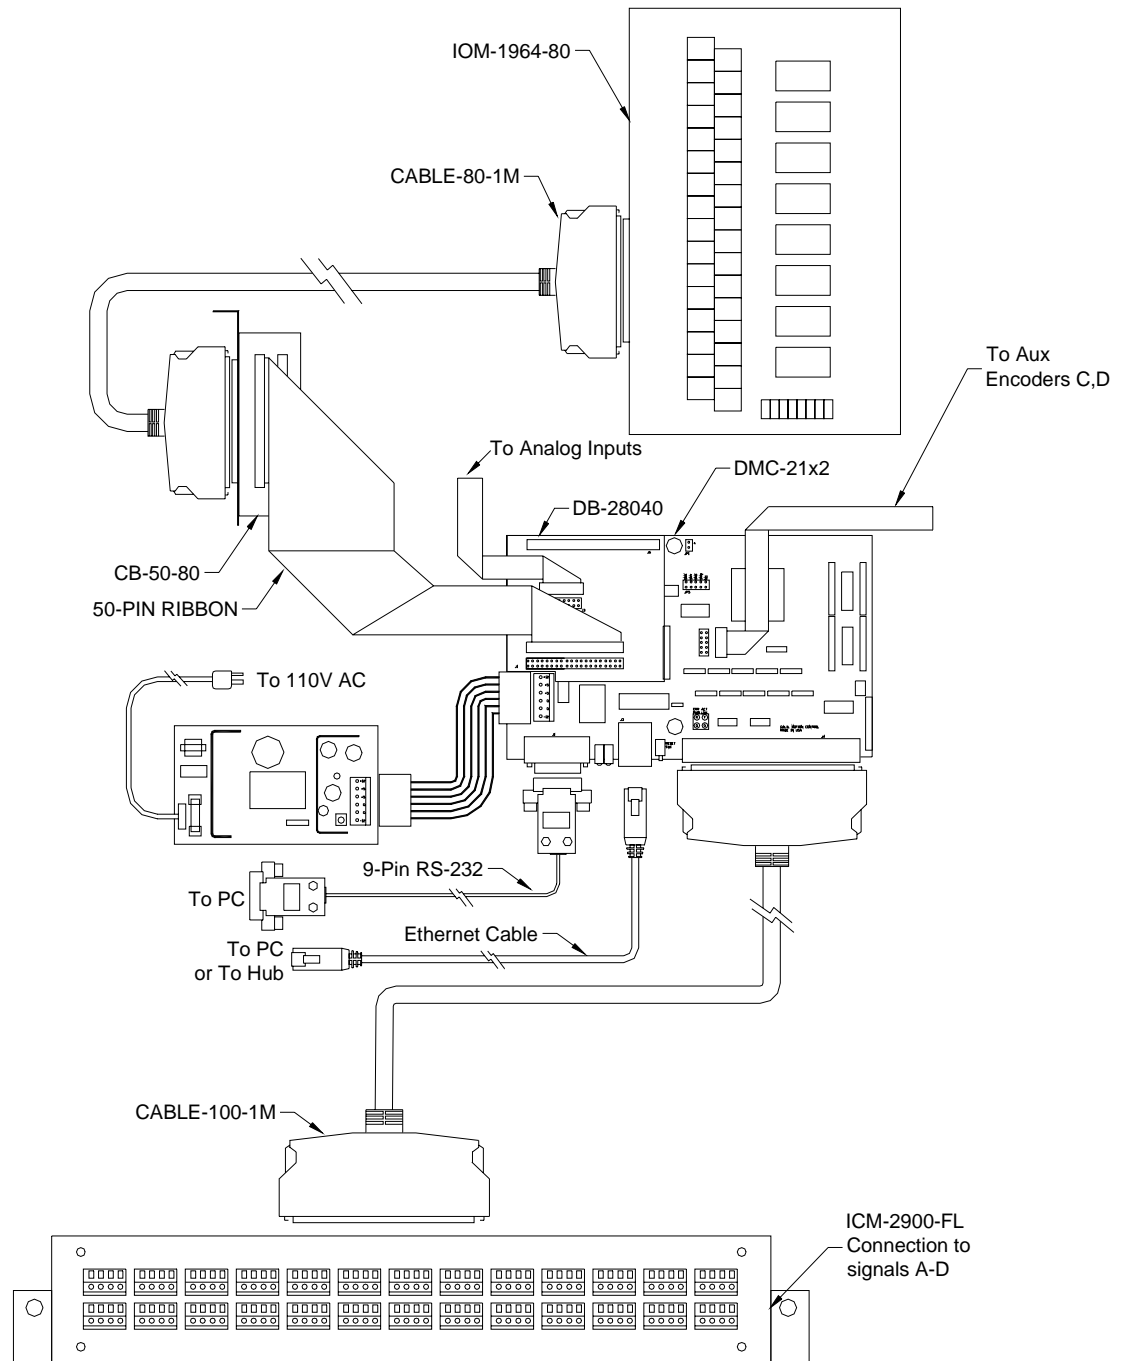 IOM-1964-80
CABLE-80-1M
To Aux
Encoders C,D
To Analog Inputs
DMC-21x2
DB-28040
CB-50-80
50-PIN RIBBON
To 110V AC
9-Pin RS-232
To PC
Ethernet Cable
To PC
or To Hub
CABLE-100-1M
ICM-2900-FL
Connection to
signals A-D